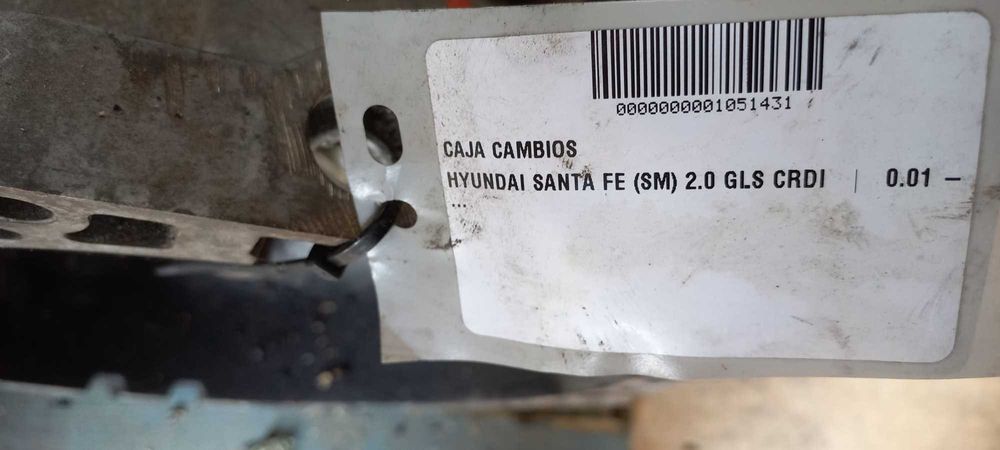 0000000001051431
CAJA CAMBIOS
HYUNDAI SANTA FE (SM) 2.0 GLS CRDI | 0.01 –
...